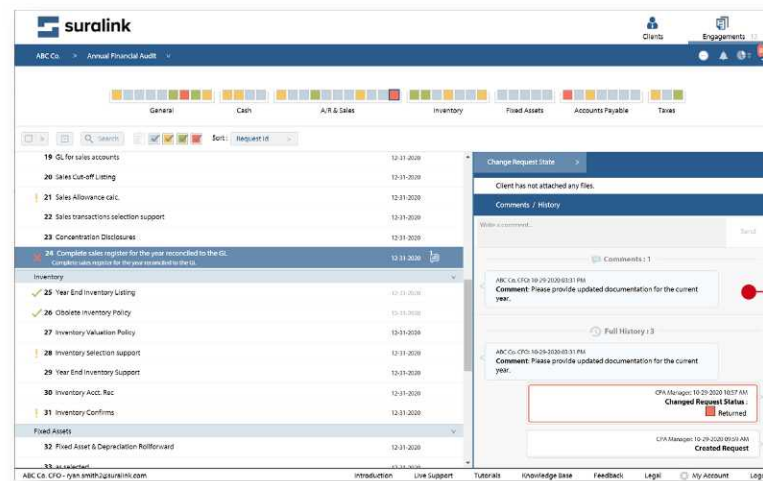 suralink
Clients
Engagements 12
ABC Co. > Annual Financial Audit
General
Cash
A/R & Sales
Inventory
Fixed Assets
Accounts Payable
Taxes
Search
Sort: Request Id
19 GL for sales accounts 12-31-2020
20 Sales Cut-off Listing 12-31-2020
21 Sales Allowance calc. 12-31-2020
22 Sales transactions selection support 12-31-2020
23 Concentration Disclosures 12-31-2020
24 Complete sales register for the year reconciled to the GL 12-31-2020 1
Complete sales register for the year reconciled to the GL
Inventory
25 Year End Inventory Listing 12-31-2020
26 Obolete Inventory Policy 12-31-2020
27 Inventory Valuation Policy 12-31-2020
28 Inventory Selection support 12-31-2020
29 Year End Inventory Support 12-31-2020
30 Inventory Acct. Rec 12-31-2020
31 Inventory Confirms 12-31-2020
Fixed Assets
32 Fixed Asset & Depreciation Rollforward 12-31-2020
33 as selected 12-31-2020
Change Request State >
Client has not attached any files.
Comments / History
Write a comment...
Send
Comments : 1
ABC Co. CFO: 10-29-2020 03:31 PM
Comment: Please provide updated documentation for the current
year.
Full History : 3
ABC Co. CFO: 10-29-2020 03:31 PM
Comment: Please provide updated documentation for the current
year.
CPA Manager: 10-29-2020 10:57 AM
Changed Request Status :
Returned
CPA Manager: 10-29-2020 09:59 AM
Created Request
ABC Co. CFO - ryan.smith2@suralink.com
Introduction
Live Support
Tutorials
Knowledge Base
Feedback
Legal
My Account